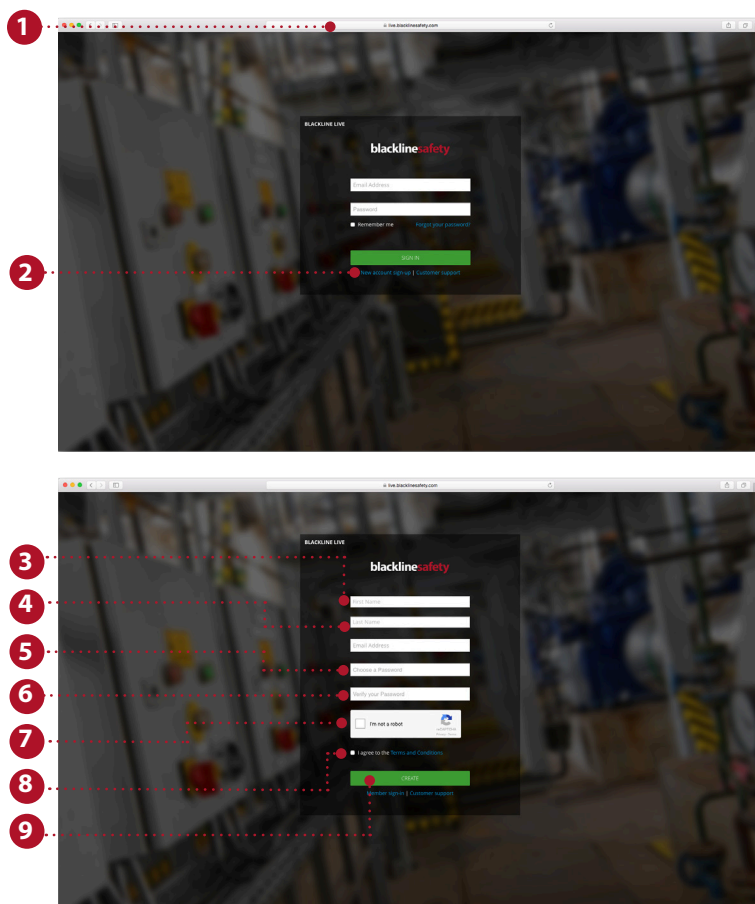 1
live.blacklinesafety.com
BLACKLINE LIVE
blacklinesafety
Email Address
Password
Remember me Forgot your password?
SIGN IN
2
New account signup | Customer support
live.blacklinesafety.com
BLACKLINE LIVE
blacklinesafety
3
First Name
4
Last Name
5
Email Address
Choose a Password
6
Verify your Password
7
I'm not a robot
reCAPTCHA
Privacy - Terms
8
I agree to the Terms and Conditions
CREATE
9
Member sign-in | Customer support